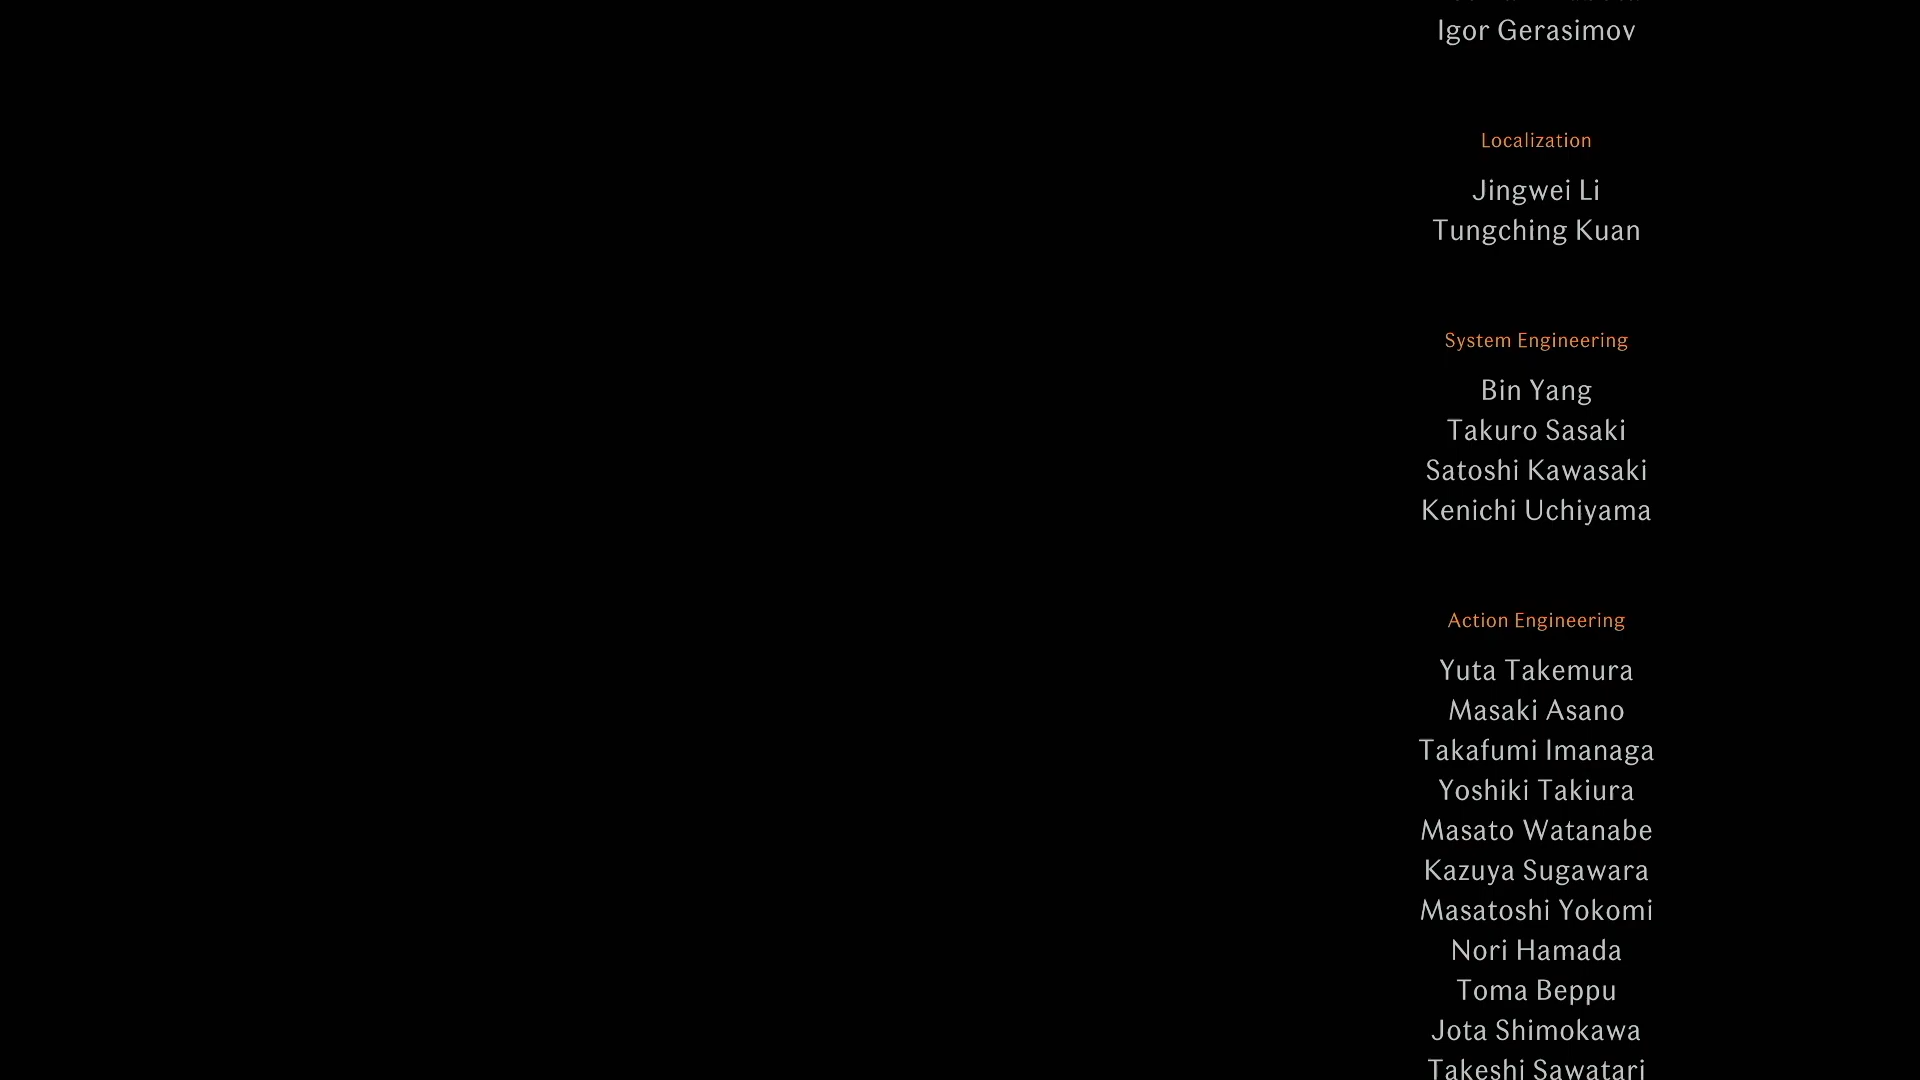 Igor Gerasimov
Localization
Jingwei Li
Tungching Kuan
System Engineering
Bin Yang
Takuro Sasaki
Satoshi Kawasaki
Kenichi Uchiyama
Action Engineering
Yuta Takemura
Masaki Asano
Takafumi Imanaga
Yoshiki Takiura
Masato Watanabe
Kazuya Sugawara
Masatoshi Yokomi
Nori Hamada
Toma Beppu
Jota Shimokawa
Takeshi Sawatari